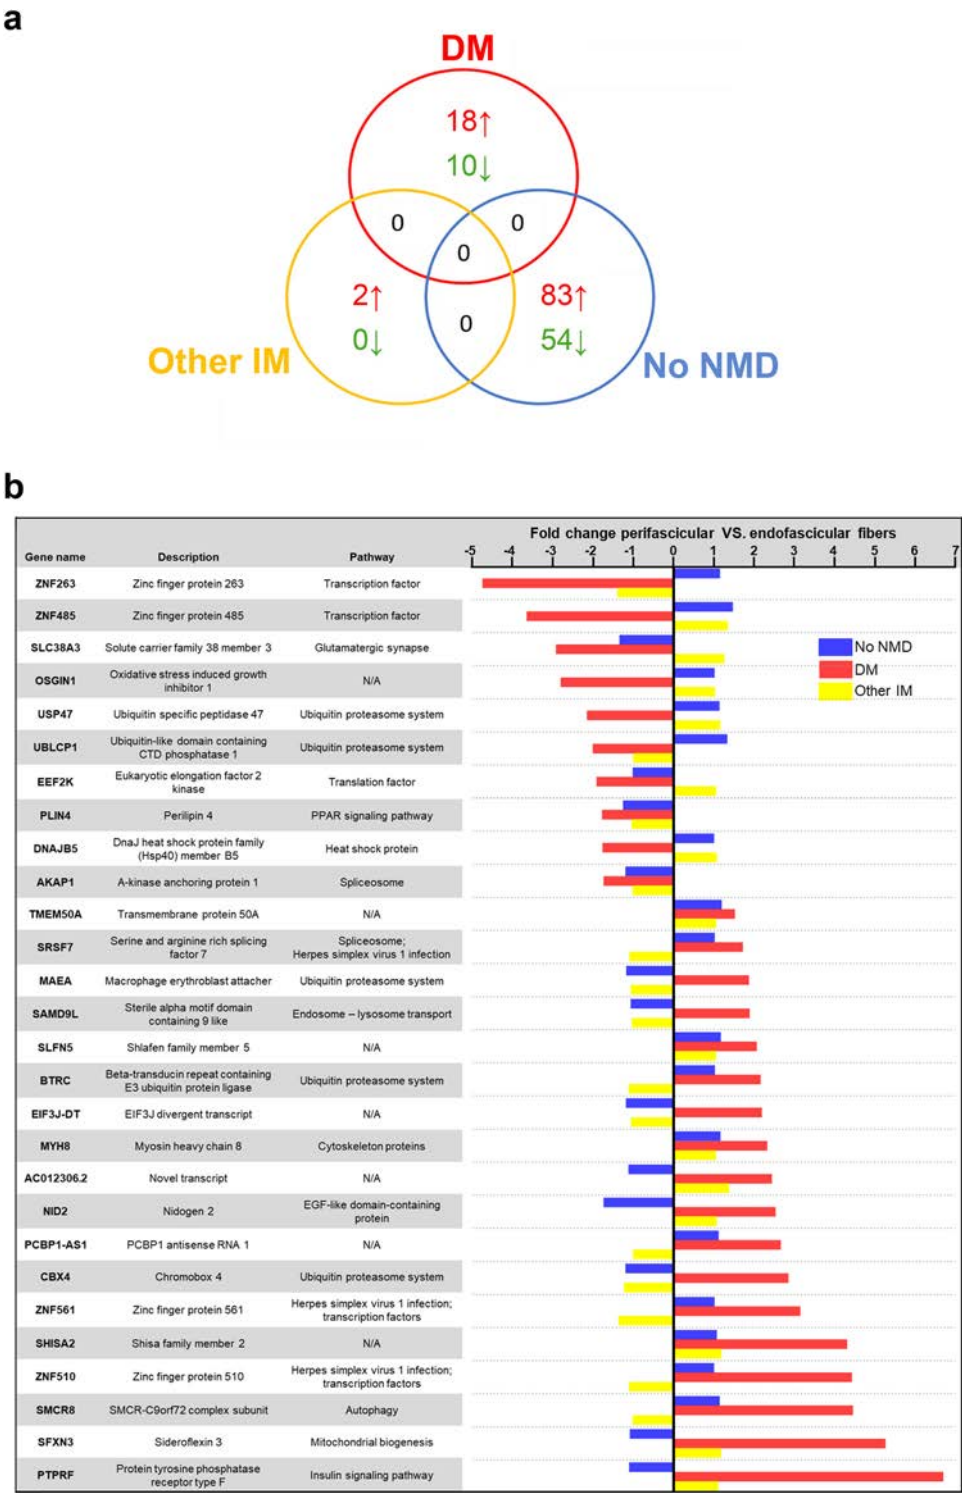 a
DM
18↑
10↓
0
0
0
2↑
83↑
0↓
0
54↓
Other IM
No NMD
b
Fold change perifascicular VS. endofascicular fibers
Gene name Description Pathway -5 -4 -3 -2 -1 0 1 2 3 4 5 6 7
ZNF263 Zinc finger protein 263 Transcription factor
ZNF485 Zinc finger protein 485 Transcription factor
SLC38A3 Solute carrier family 38 member 3 Glutamatergic synapse
No NMD
DM
Other IM
OSGIN1 Oxidative stress induced growth
inhibitor 1 N/A
USP47 Ubiquitin specific peptidase 47 Ubiquitin proteasome system
UBLCP1 Ubiquitin-like domain containing
CTD phosphatase 1 Ubiquitin proteasome system
EEF2K Eukaryotic elongation factor 2
kinase Translation factor
PLIN4 Perilipin 4 PPAR signaling pathway
DNAJB5 DnaJ heat shock protein family
(Hsp40) member B5 Heat shock protein
AKAP1 A-kinase anchoring protein 1 Spliceosome
TMEM50A Transmembrane protein 50A N/A
SRSF7 Serine and arginine rich splicing
factor 7 Spliceosome;
Herpes simplex virus 1 infection
MAEA Macrophage erythroblast attacher Ubiquitin proteasome system
SAMD9L Sterile alpha motif domain
containing 9 like Endosome – lysosome transport
SLFN5 Shlafen family member 5 N/A
BTRC Beta-transducin repeat containing
E3 ubiquitin protein ligase Ubiquitin proteasome system
EIF3J-DT EIF3J divergent transcript N/A
MYH8 Myosin heavy chain 8 Cytoskeleton proteins
AC012306.2 Novel transcript N/A
NID2 Nidogen 2 EGF-like domain-containing
protein
PCBP1-AS1 PCBP1 antisense RNA 1 N/A
CBX4 Chromobox 4 Ubiquitin proteasome system
ZNF561 Zinc finger protein 561 Herpes simplex virus 1 infection;
transcription factors
SHISA2 Shisa family member 2 N/A
ZNF510 Zinc finger protein 510 Herpes simplex virus 1 infection;
transcription factors
SMCR8 SMCR-C9orf72 complex subunit Autophagy
SFXN3 Sideroflexin 3 Mitochondrial biogenesis
PTPRF Protein tyrosine phosphatase
receptor type F Insulin signaling pathway